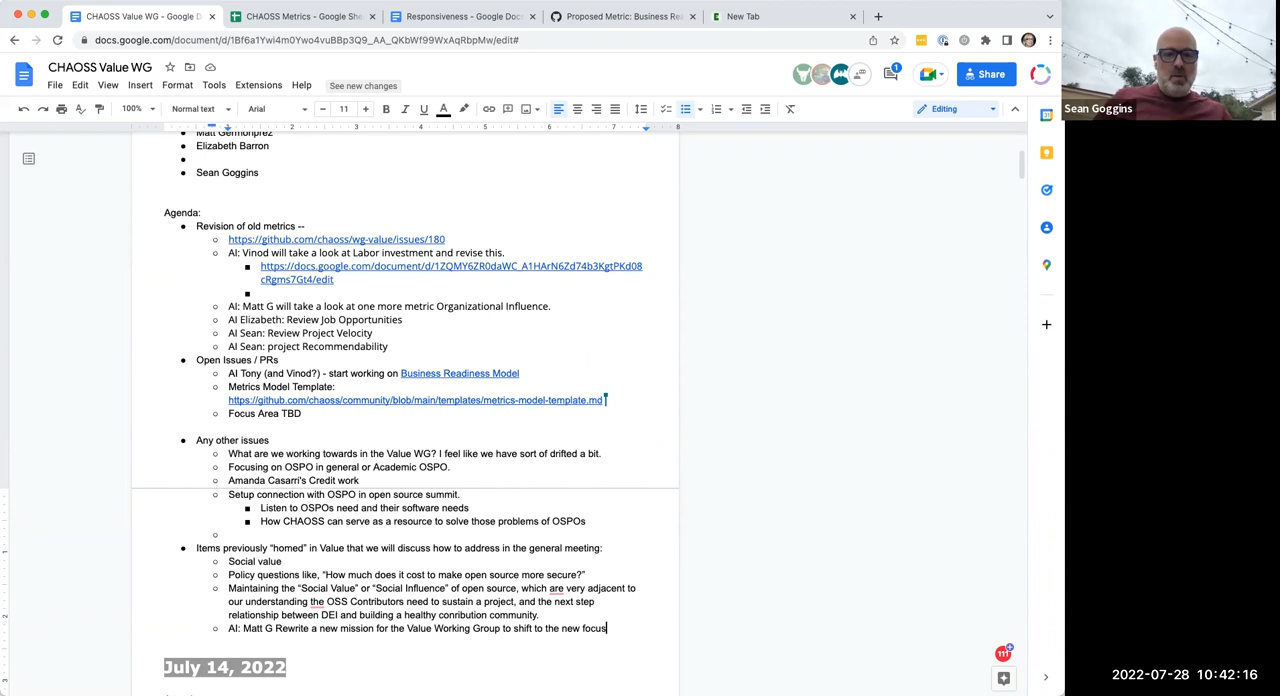 CHAOSS Value WG - Google D
CHAOSS Metrics - Google She
Responsiveness - Google Doc
Proposed Metric: Business Re
New Tab
docs.google.com/document/d/1Bf6a1Ywi4m0Ywo4vuBBp3Q9_AA_QKbWf99WxAqRbpMw/edit#
CHAOSS Value WG
File Edit View Insert Format Tools Extensions Help
See new changes
1
Share
100%
Normal text
Arial
11
Editing
1 2 3 4 5 6 7 8
Matt Germonprez
Elizabeth Barron
Sean Goggins
Agenda:
Revision of old metrics --
https://github.com/chaoss/wg-value/issues/180
AI: Vinod will take a look at Labor investment and revise this.
https://docs.google.com/document/d/1ZQMY6ZR0daWC_A1HArN6Zd74b3KgtPKd08
cRgms7Gt4/edit
AI: Matt G will take a look at one more metric Organizational Influence.
AI Elizabeth: Review Job Opportunities
AI Sean: Review Project Velocity
AI Sean: project Recommendability
Open Issues / PRs
AI Tony (and Vinod?) - start working on Business Readiness Model
Metrics Model Template:
https://github.com/chaoss/community/blob/main/templates/metrics-model-template.md
Focus Area TBD
Any other issues
What are we working towards in the Value WG? I feel like we have sort of drifted a bit.
Focusing on OSPO in general or Academic OSPO.
Amanda Casarri's Credit work
Setup connection with OSPO in open source summit.
Listen to OSPOs need and their software needs
How CHAOSS can serve as a resource to solve those problems of OSPOs
Items previously “homed” in Value that we will discuss how to address in the general meeting:
Social value
Policy questions like, “How much does it cost to make open source more secure?”
Maintaining the “Social Value” or “Social Influence” of open source, which are very adjacent to
our understanding the OSS Contributors need to sustain a project, and the next step
relationship between DEI and building a healthy conribution community.
AI: Matt G Rewrite a new mission for the Value Working Group to shift to the new focus
July 14, 2022
Sean Goggins
2022-07-28 10:42:16